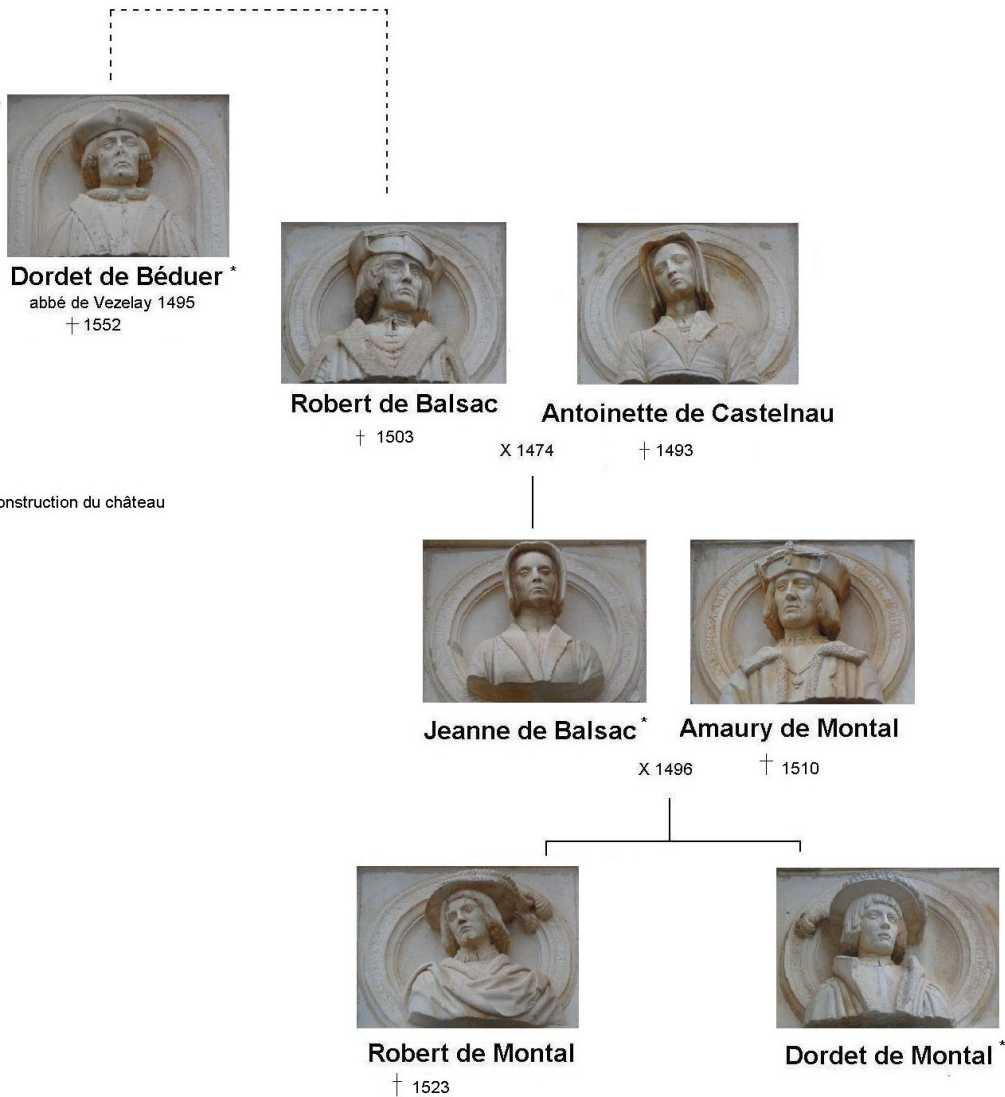 Dordet de Béduer *
abbé de Vezelay 1495
† 1552
Robert de Balsac
† 1503
Antoinette de Castelnau
X 1474
† 1493
onstruction du château
Jeanne de Balsac *
Amaury de Montal
X 1496
† 1510
Robert de Montal
† 1523
Dordet de Montal *